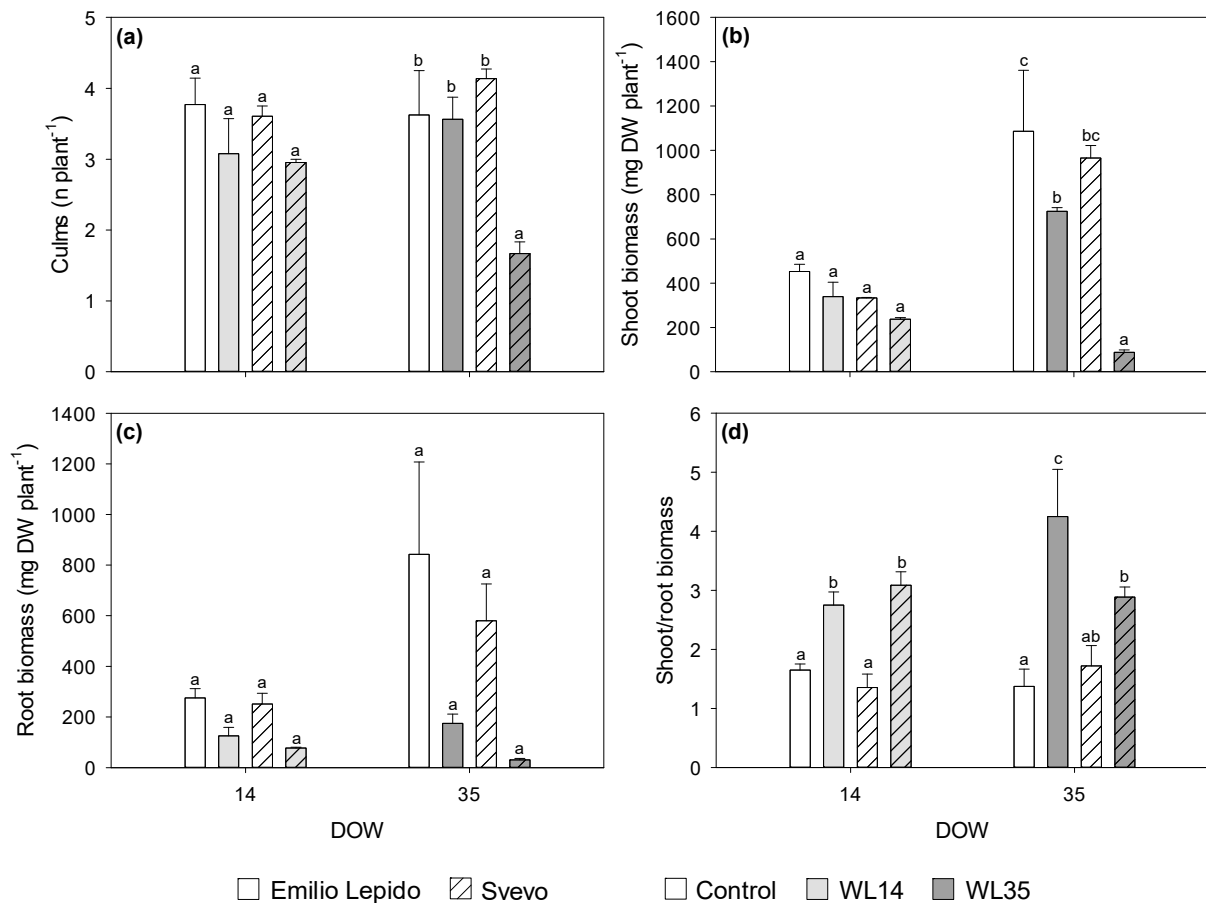 (a)
Culms (n plant⁻¹)
5
4
3
2
1
0
a
a
a
a
b
b
b
a
(b)
Shoot biomass (mg DW plant⁻¹)
1600
1400
1200
1000
800
600
400
200
0
a
a
a
a
c
b
bc
a
(c)
Root biomass (mg DW plant⁻¹)
1400
1200
1000
800
600
400
200
0
a
a
a
a
a
a
a
a
14
35
DOW
(d)
Shoot/root biomass
6
5
4
3
2
1
0
a
b
a
b
a
c
ab
b
14
35
DOW
Emilio Lepido Svevo Control WL14 WL35